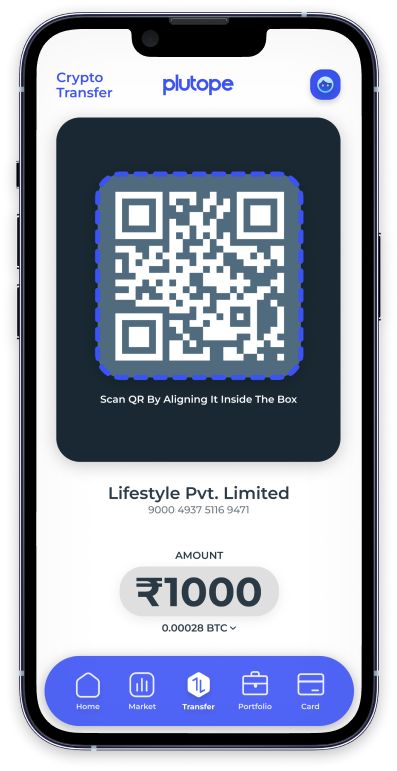 Crypto
Transfer
plutope
Scan QR By Aligning It Inside The Box
Lifestyle Pvt. Limited
9000 4937 5116 9471
AMOUNT
₹1000
0.00028 BTC
Home Market Transfer Portfolio Card